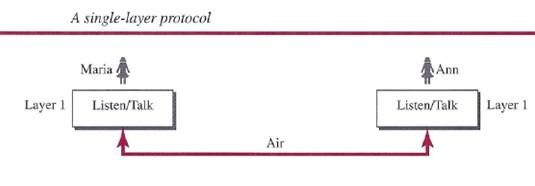 A single-layer protocol
Maria Ann
Layer 1 Listen/Talk Listen/Talk Layer 1
Air